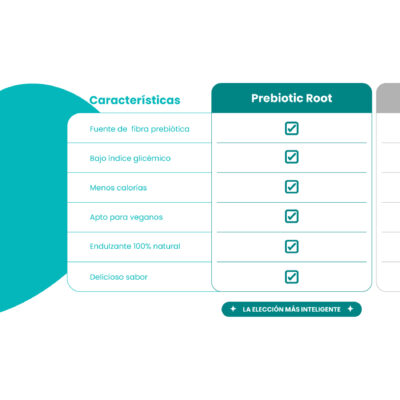 Características
Prebiotic Root
Fuente de fibra prebiótica
Bajo índice glicérmico
Menos calorías
Apto para veganos
Endulzante 100% natural
Delicioso sabor
LA ELECCIÓN MÁS INTELIGENTE